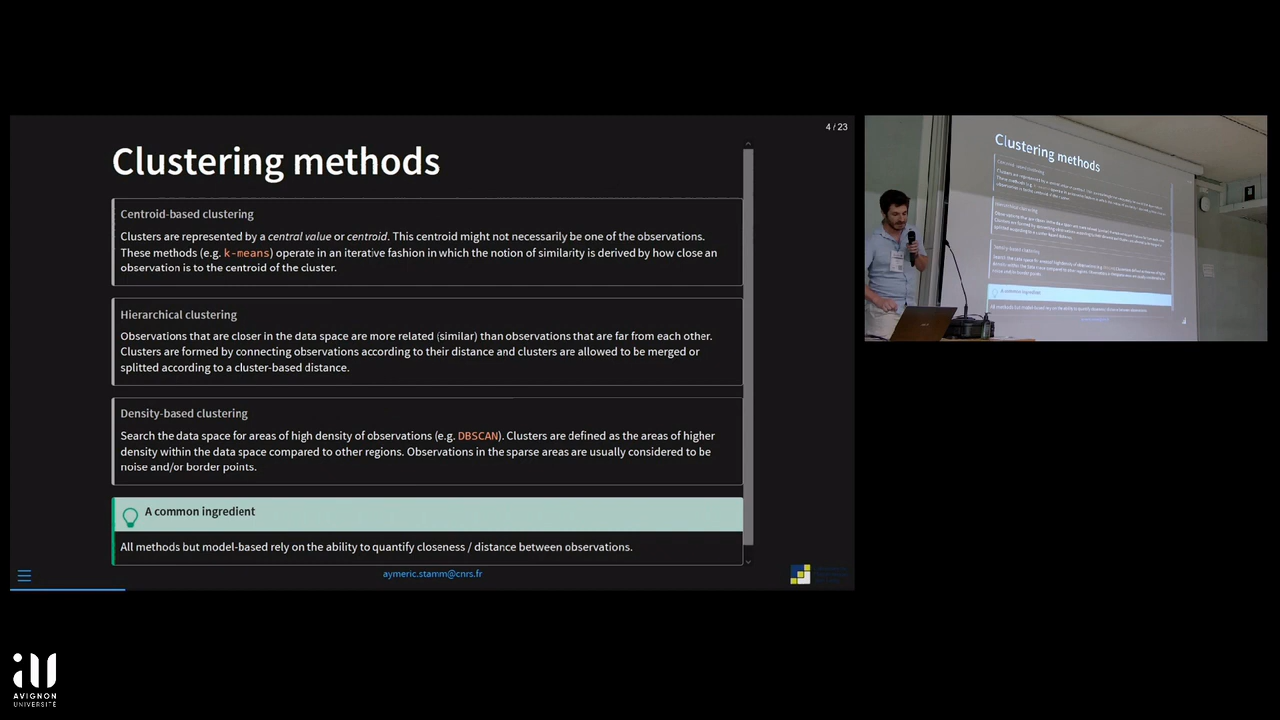 4 / 23
Clustering methods
Centroid-based clustering
Clusters are represented by a central value or centroid. This centroid might not necessarily be one of the observations.
These methods (e.g. k-means) operate in an iterative fashion in which the notion of similarity is derived by how close an
observation is to the centroid of the cluster.
Hierarchical clustering
Observations that are closer in the data space are more related (similar) than observations that are far from each other.
Clusters are formed by connecting observations according to their distance and clusters are allowed to be merged or
splitted according to a cluster-based distance.
Density-based clustering
Search the data space for areas of high density of observations (e.g. DBSCAN). Clusters are defined as the areas of higher
density within the data space compared to other regions. Observations in the sparse areas are usually considered to be
noise and/or border points.
A common ingredient
All methods but model-based rely on the ability to quantify closeness / distance between observations.
aymeric.stamm@cnrs.fr
Clustering methods
A common ingredient
AVIGNON
UNIVERSITÉ